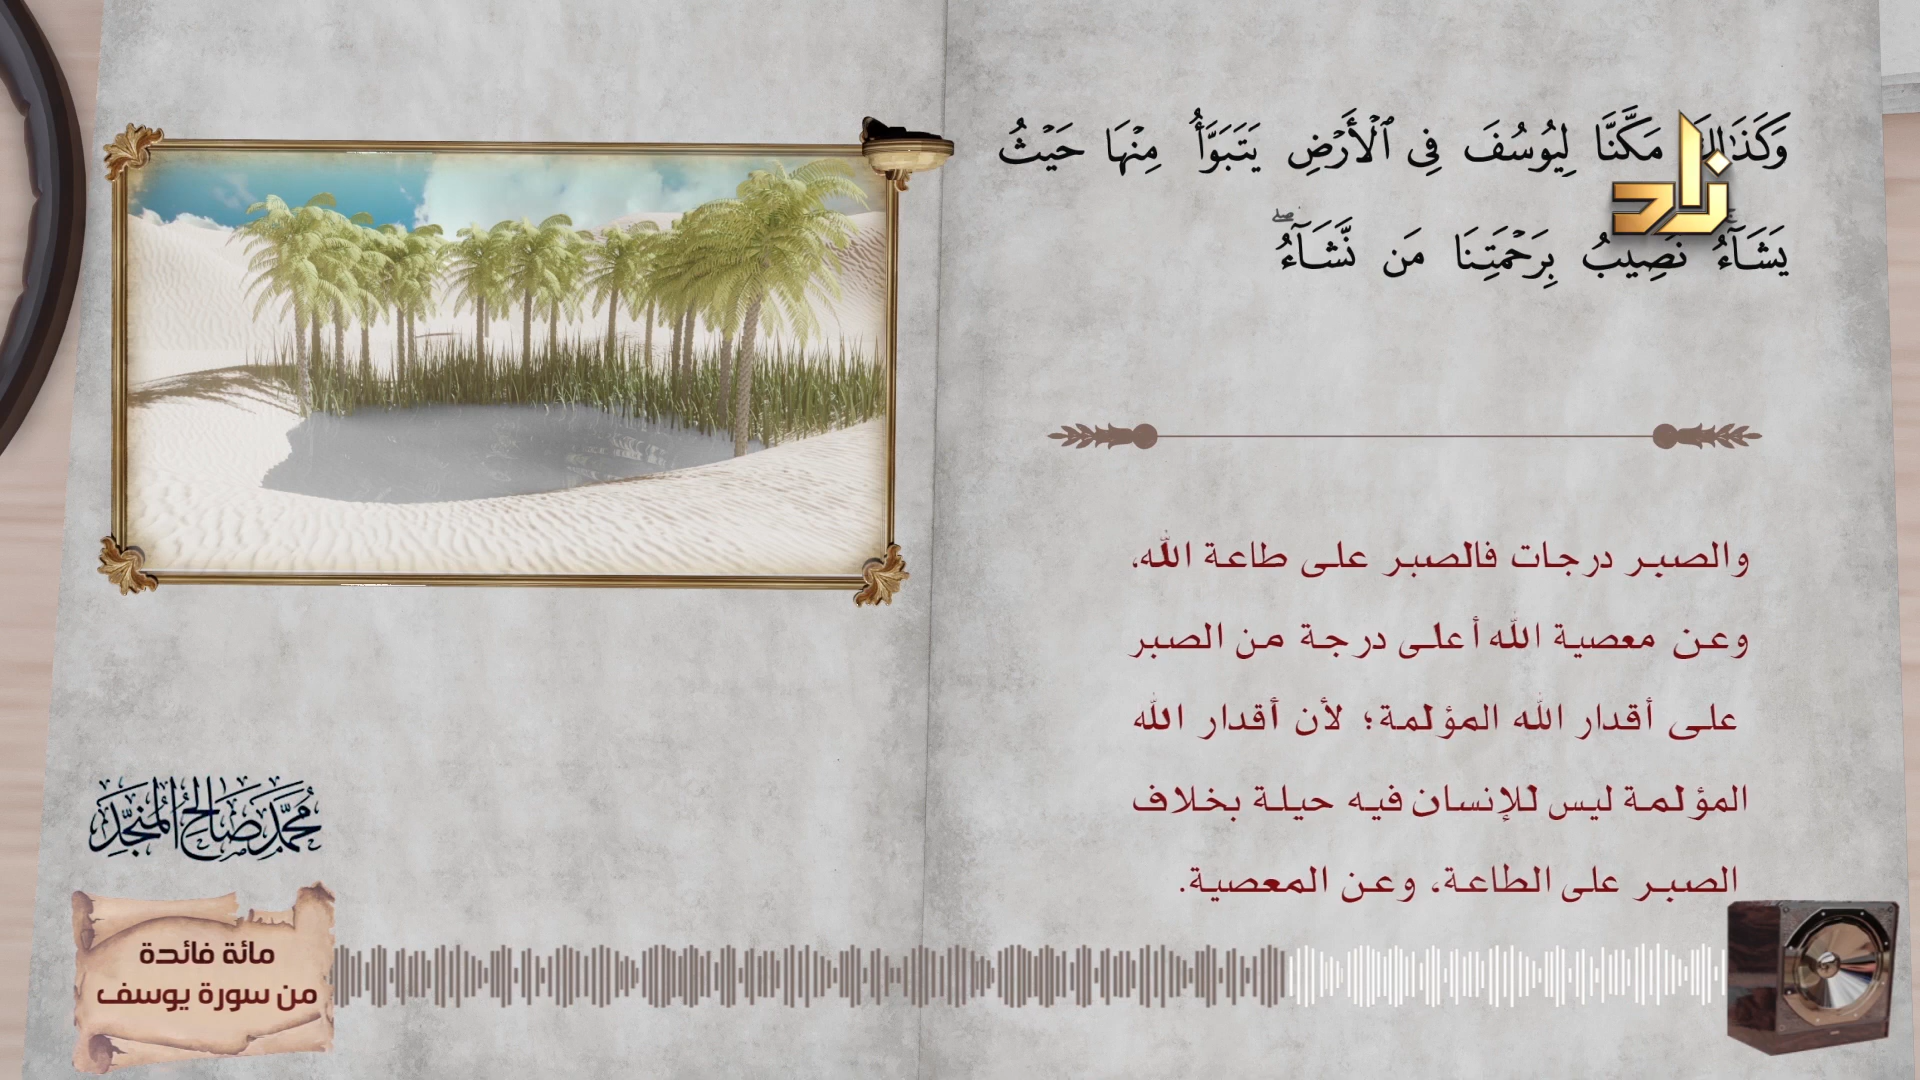 وَكَذَٰلِكَ مَكَّنَّا لِيُوسُفَ فِى ٱلْأَرْضِ يَتَبَوَّأُ مِنْهَا حَيْثُ
يَشَآءُ ۚ نُصِيبُ بِرَحْمَتِنَا مَن نَّشَآءُ ۖ
زاد
والصبر درجات فالصبر على طاعة الله،
وعن معصية الله أعلى درجة من الصبر
على أقدار الله المؤلمة؛ لأن أقدار الله
المؤلمة ليس للإنسان فيه حيلة بخلاف
الصبر على الطاعة، وعن المعصية.
محمد صالح المنجد
مائة فائدة
من سورة يوسف